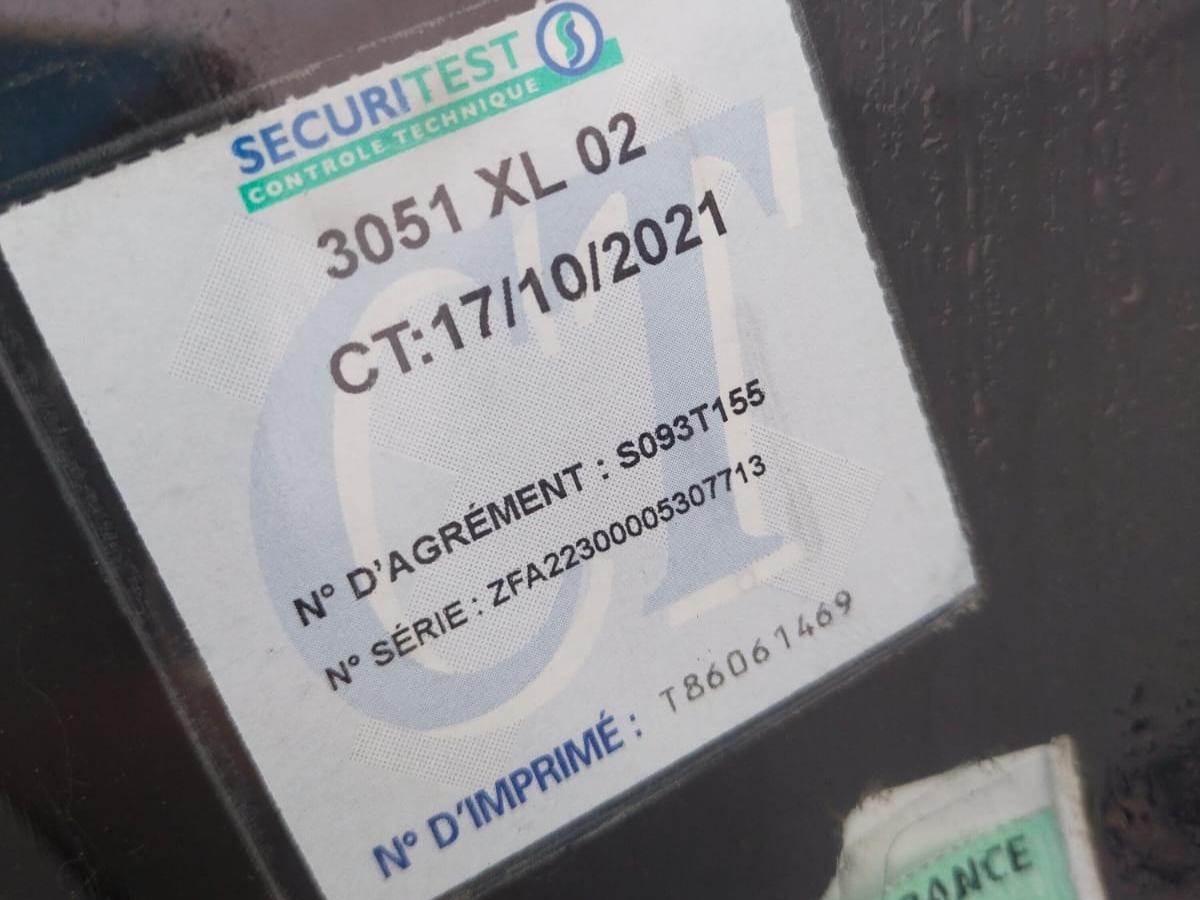 SECURITEST
CONTROLE TECHNIQUE
3051 XL 02
CT:17/10/2021
N° D'AGRÉMENT : S093T155
N° SÉRIE : ZFA22300005307713
N° D'IMPRIMÉ : T86061469